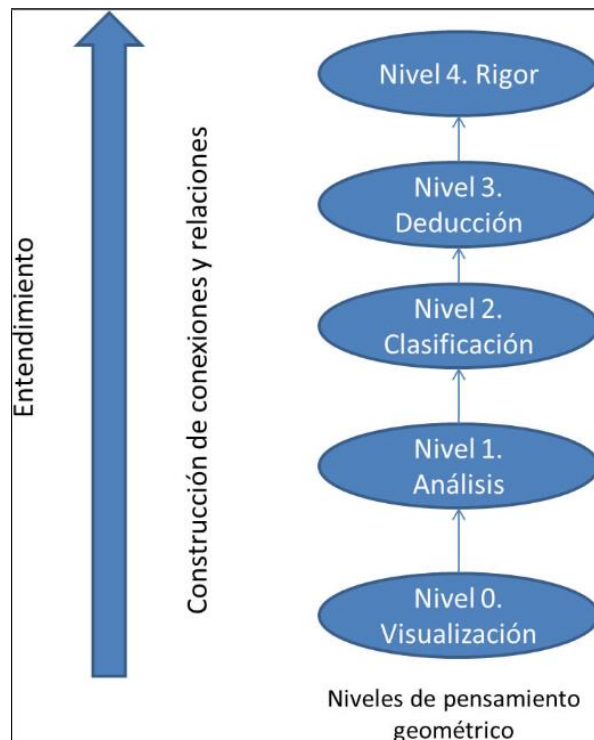 Entendimiento
Construcción de conexiones y relaciones
Nivel 4. Rigor
Nivel 3.
Deducción
Nivel 2.
Clasificación
Nivel 1.
Análisis
Nivel 0.
Visualización
Niveles de pensamiento
geométrico